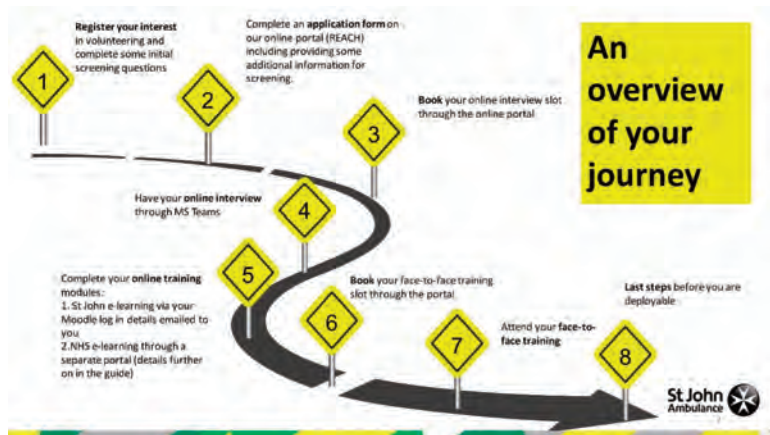 An
overview
of your
journey
1
Register your interest
in volunteering and
complete some initial
screening questions
2
Complete an application form on
our online portal (REACH)
including providing some
additional information for
screening.
3
Book your online interview slot
through the online portal
4
Have your online interview
through MS Teams
5
Complete your online training
modules:
1. St John e-learning via your
Moodle log in details emailed to
you
2.NHS e-learning through a
separate portal (details further
on in the guide)
6
Book your face-to-face training
slot through the portal
7
Attend your face-to-
face training
8
Last steps before you are
deployable
St John
Ambulance